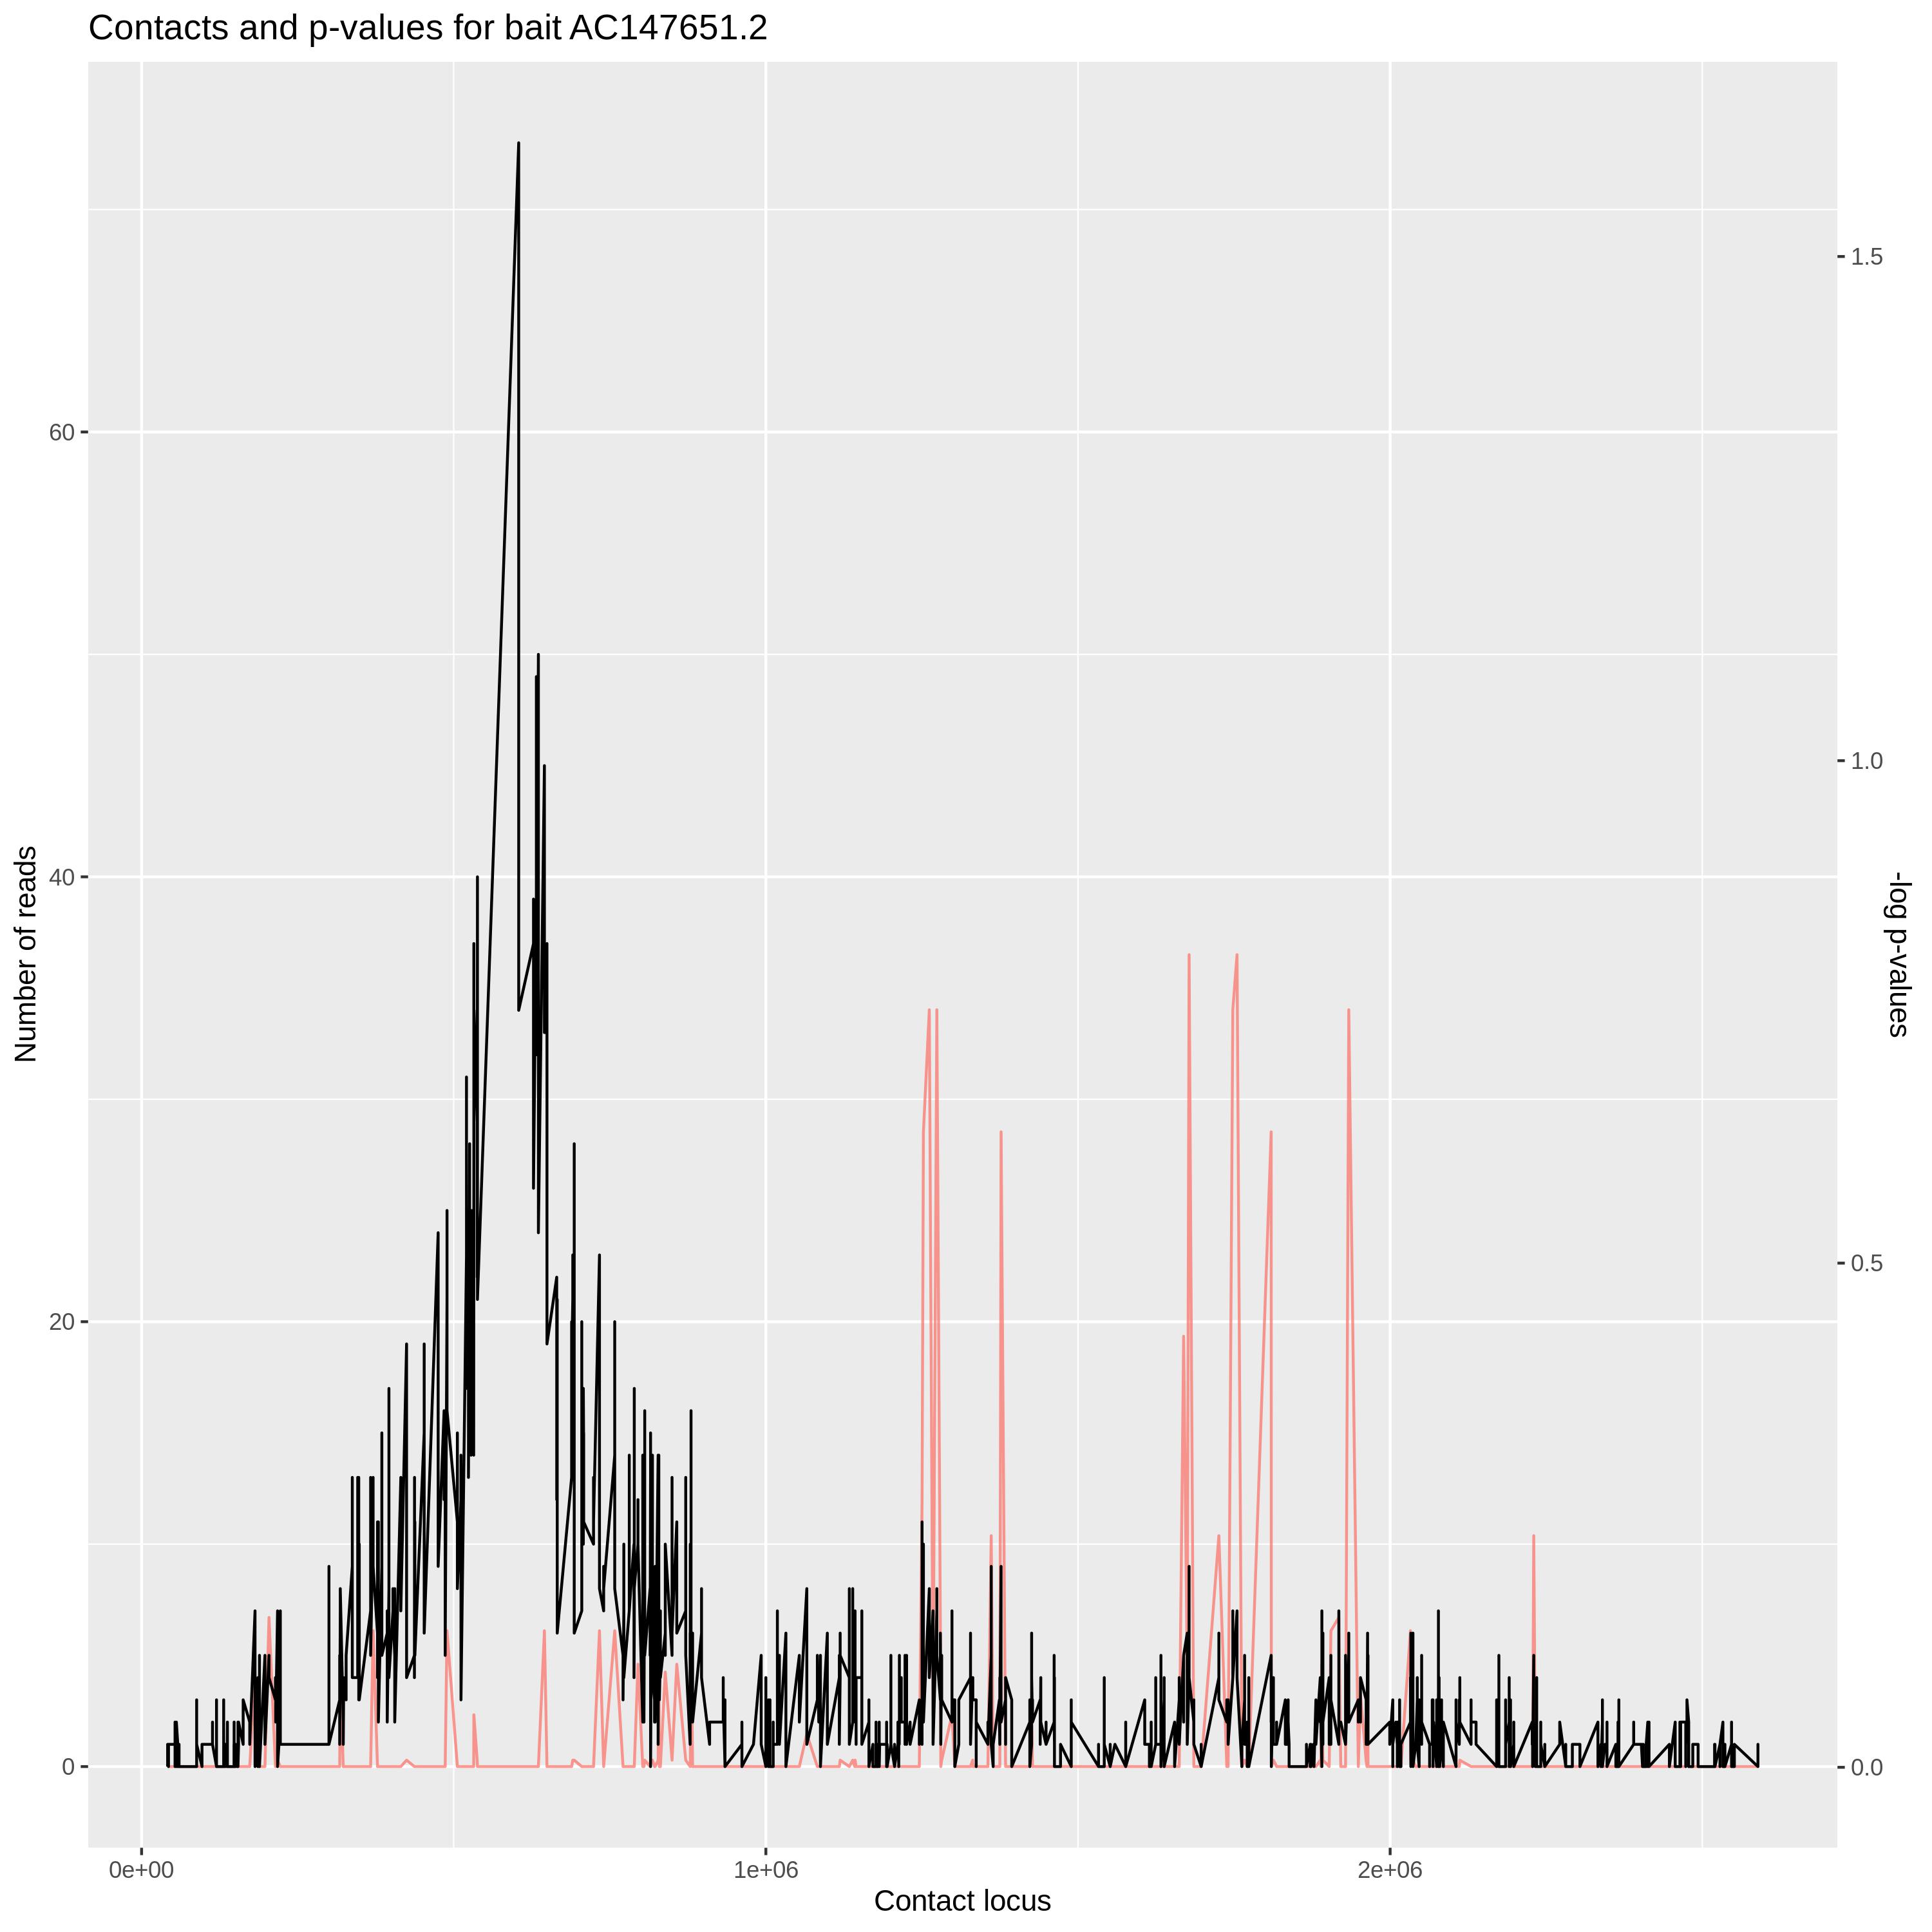 Contacts and p-values for bait AC147651.2
60
40
20
0
Number of reads
1.5
1.0
0.5
0.0
-log p-values
0e+00
1e+06
2e+06
Contact locus